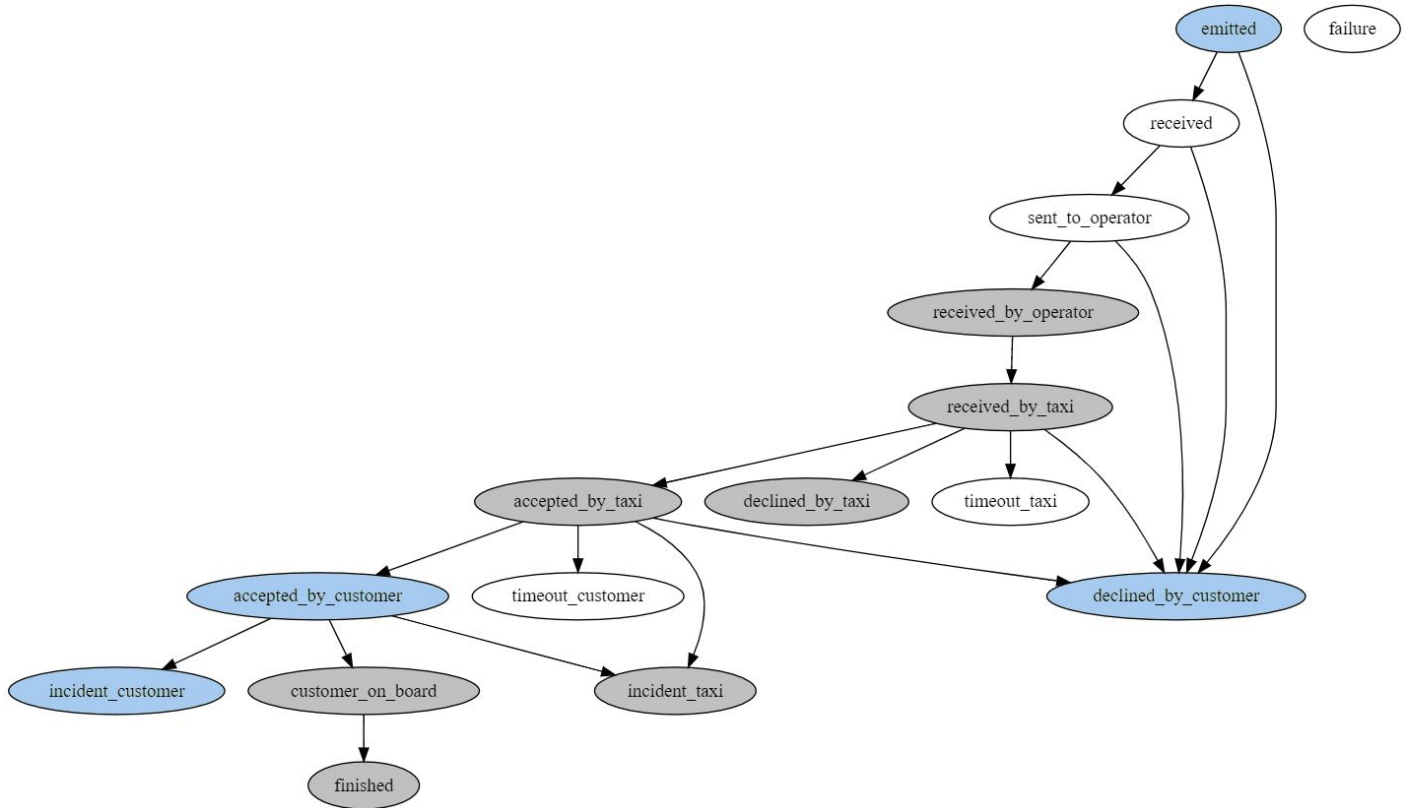 emitted
failure
received
sent_to_operator
received_by_operator
received_by_taxi
accepted_by_taxi
declined_by_taxi
timeout_taxi
accepted_by_customer
timeout_customer
declined_by_customer
incident_customer
customer_on_board
incident_taxi
finished